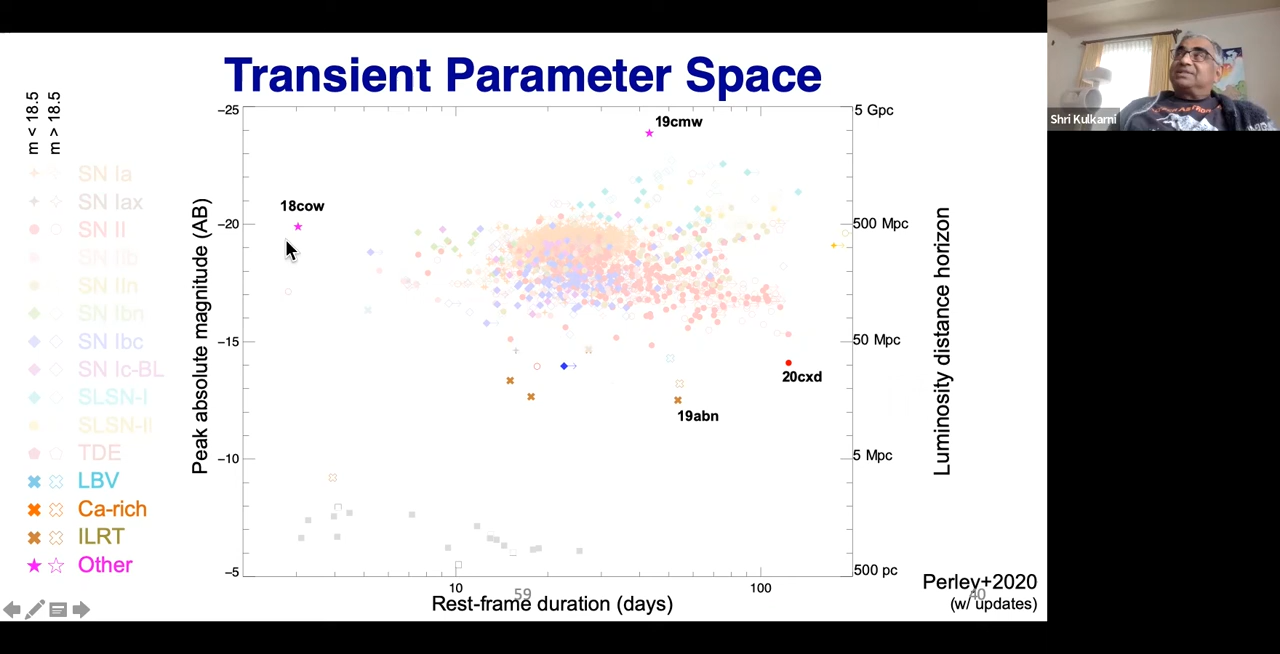 Transient Parameter Space
m < 18.5
m > 18.5
SN Ia
SN Iax
SN II
SN IIb
SN IIn
SN Ibn
SN Ibc
SN Ic-BL
SLSN-I
SLSN-II
TDE
LBV
Ca-rich
ILRT
Other
Peak absolute magnitude (AB)
−25
−20
−15
−10
−5
19cmw
18cow
20cxd
19abn
5 Gpc
500 Mpc
50 Mpc
5 Mpc
500 pc
Luminosity distance horizon
10
100
59
Rest-frame duration (days)
Perley+2020
40
(w/ updates)
Shri Kulkarni